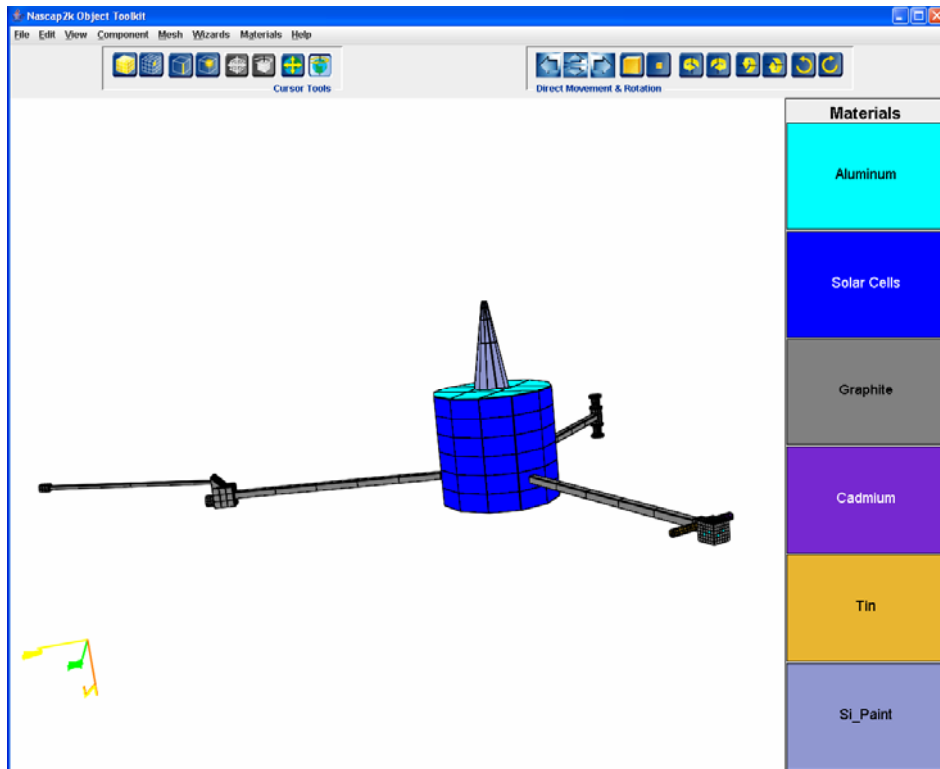 Nascap2k Object Toolkit
File Edit View Component Mesh Wizards Materials Help
Cursor Tools
Direct Movement & Rotation
Materials
Aluminum
Solar Cells
Graphite
Cadmium
Tin
Si_Paint